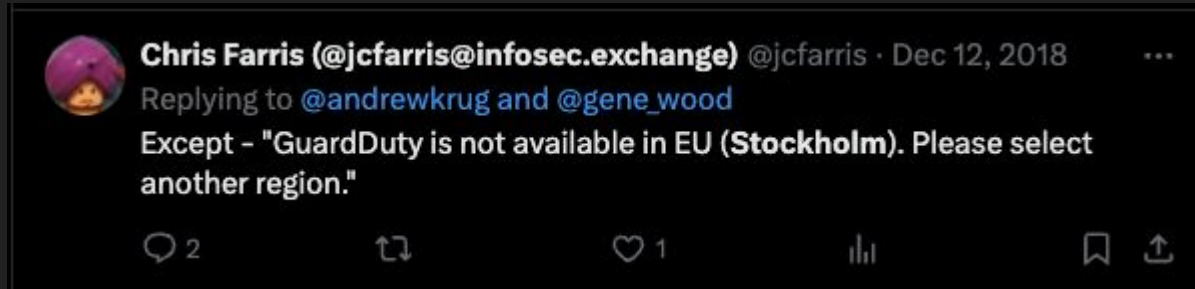 Chris Farris (@jcfarris@infosec.exchange) @jcfarris · Dec 12, 2018 ...
Replying to @andrewkrug and @gene_wood
Except - "GuardDuty is not available in EU (Stockholm). Please select
another region."
2 1